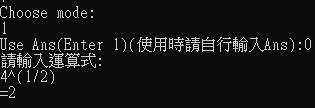 Choose mode:
1
Use Ans(Enter 1)(使用時請自行輸入Ans):0
請輸入運算式:
4^(1/2)
=2